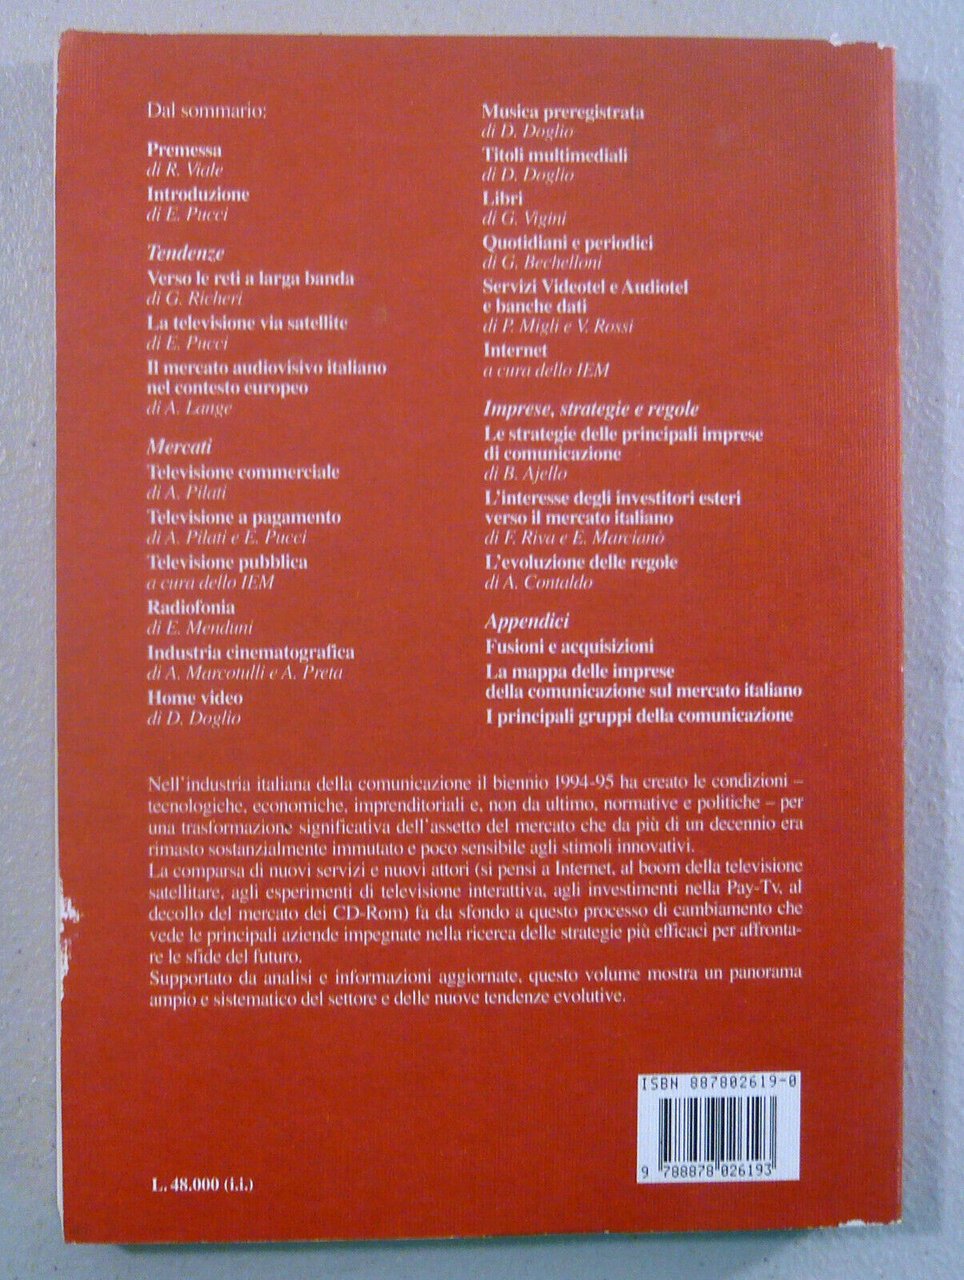 Dal sommario:
Premessa
di R. Viale
Introduzione
di E. Pucci
Tendenze
Verso le reti a larga banda
di G. Richeri
La televisione via satellite
di E. Pucci
Il mercato audiovisivo italiano
nel contesto europeo
di A. Lange
Mercati
Televisione commerciale
di A. Pilati
Televisione a pagamento
di A. Pilati e E. Pucci
Televisione pubblica
a cura dello IEM
Radiofonia
di E. Menduni
Industria cinematografica
di A. Marcotulli e A. Preta
Home video
di D. Doglio
Musica preregistrata
di D. Doglio
Titoli multimediali
di D. Doglio
Libri
di G. Vigini
Quotidiani e periodici
di G. Bechelloni
Servizi Videotel e Audiotel
e banche dati
di P. Migli e V. Rossi
Internet
a cura dello IEM
Imprese, strategie e regole
Le strategie delle principali imprese
di comunicazione
di B. Ajello
L'interesse degli investitori esteri
verso il mercato italiano
di F. Riva e E. Marcianò
L'evoluzione delle regole
di A. Contaldo
Appendici
Fusioni e acquisizioni
La mappa delle imprese
della comunicazione sul mercato italiano
I principali gruppi della comunicazione
Nell'industria italiana della comunicazione il biennio 1994-95 ha creato le condizioni –
tecnologiche, economiche, imprenditoriali e, non da ultimo, normative e politiche – per
una trasformazione significativa dell'assetto del mercato che da più di un decennio era
rimasto sostanzialmente immutato e poco sensibile agli stimoli innovativi.
La comparsa di nuovi servizi e nuovi attori (si pensi a Internet, al boom della televisione
satellitare, agli esperimenti di televisione interattiva, agli investimenti nella Pay-Tv, al
decollo del mercato dei CD-Rom) fa da sfondo a questo processo di cambiamento che
vede le principali aziende impegnate nella ricerca delle strategie più efficaci per affronta-
re le sfide del futuro.
Supportato da analisi e informazioni aggiornate, questo volume mostra un panorama
ampio e sistematico del settore e delle nuove tendenze evolutive.
ISBN 887802619-0
9 788878 026193
L. 48.000 (i.i.)